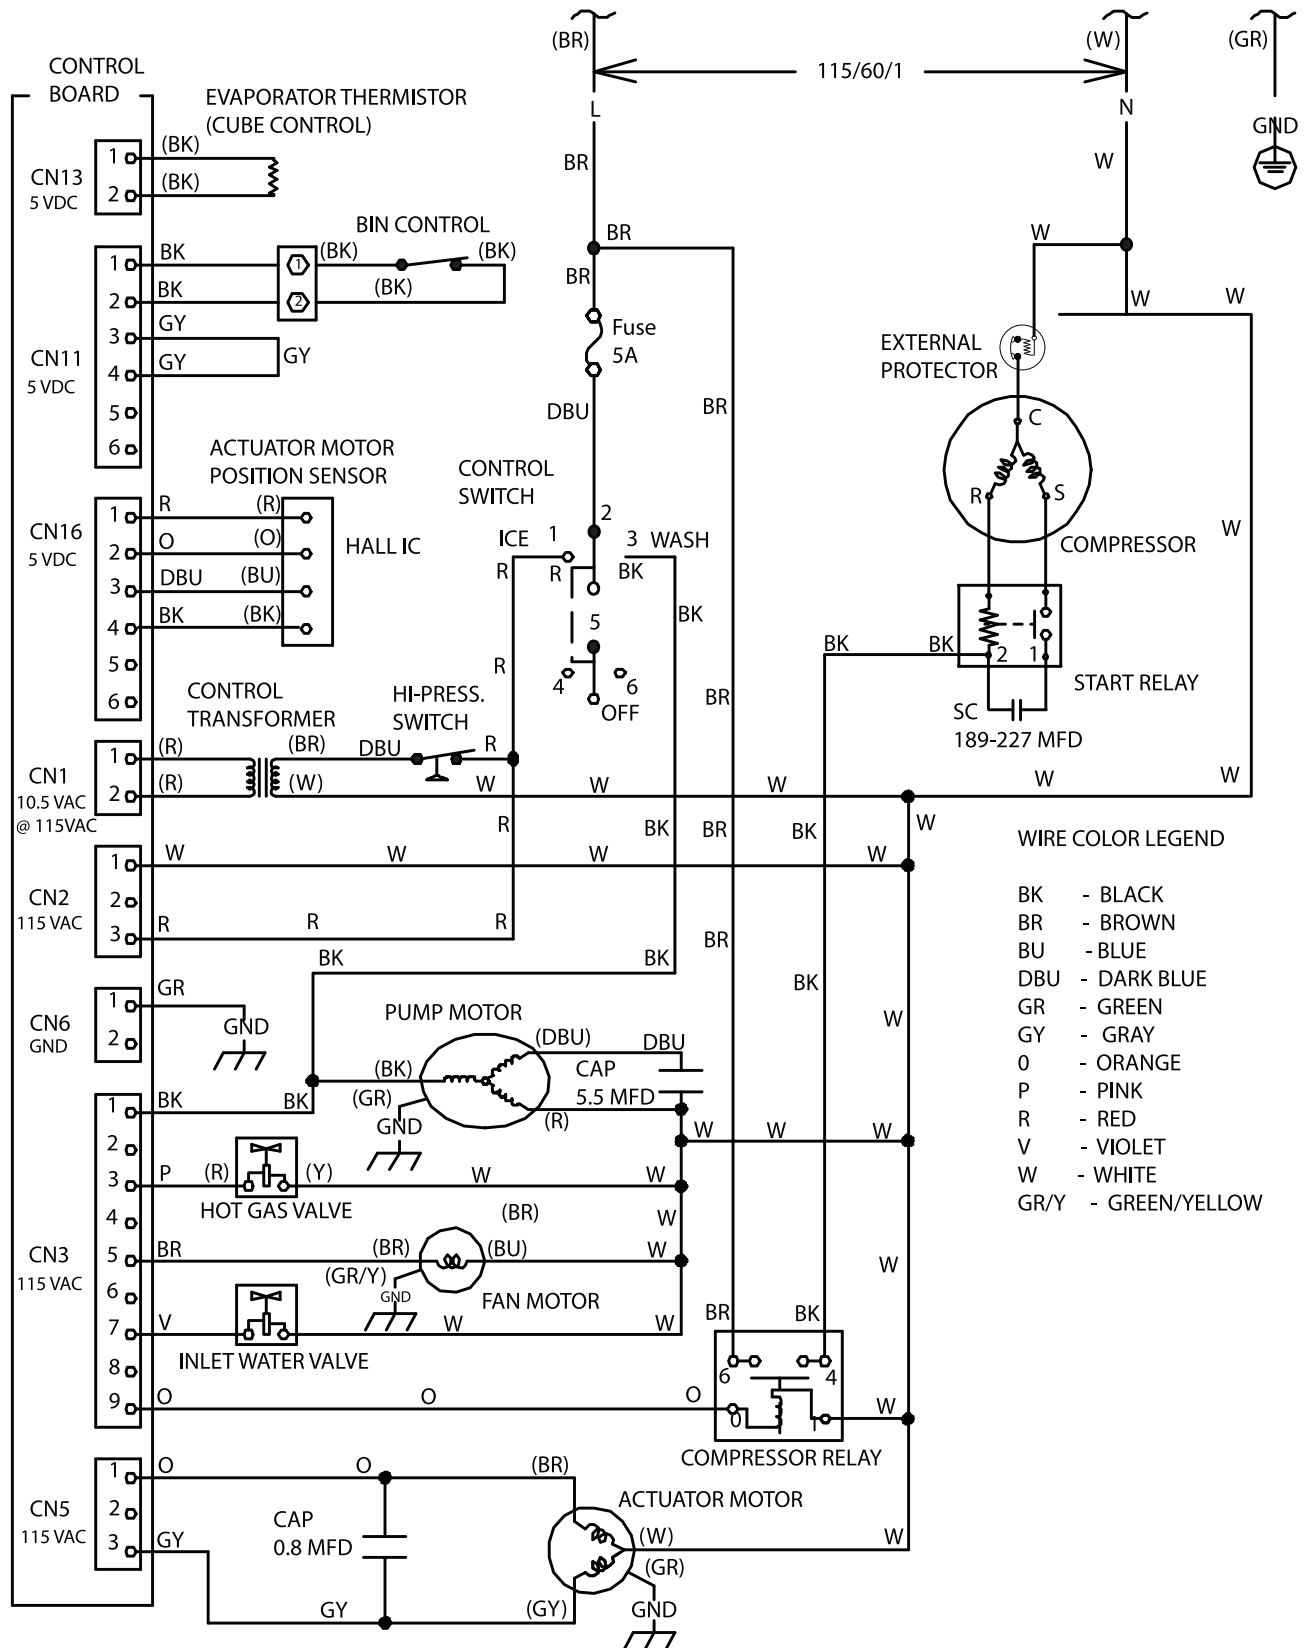 (BR)
(W)
(GR)
115/60/1
L
N
GND
BR
W
CONTROL
BOARD
EVAPORATOR THERMISTOR
(CUBE CONTROL)
CN13
5 VDC
1
(BK)
2
(BK)
BIN CONTROL
CN11
5 VDC
1
BK
1
(BK)
(BK)
2
BK
2
(BK)
3
GY
GY
4
GY
5
6
BR
BR
Fuse
5A
DBU
BR
W
W
W
EXTERNAL
PROTECTOR
C
R
S
COMPRESSOR
W
ACTUATOR MOTOR
POSITION SENSOR
CN16
5 VDC
1
R
(R)
2
O
(O)
3
DBU
(BU)
4
BK
(BK)
5
6
HALL IC
CONTROL
SWITCH
2
ICE
1
3
WASH
R
R
BK
BK
5
R
4
6
OFF
BR
BK
BK
2
1
START RELAY
SC
189-227 MFD
CONTROL
TRANSFORMER
HI-PRESS.
SWITCH
CN1
10.5 VAC
@ 115VAC
1
(R)
(BR)
DBU
R
2
(R)
(W)
W
W
W
W
W
R
BK
BR
BK
W
CN2
115 VAC
1
W
W
W
W
2
3
R
R
R
BR
BK
BK
BK
WIRE COLOR LEGEND
BK - BLACK
BR - BROWN
BU - BLUE
DBU - DARK BLUE
GR - GREEN
GY - GRAY
0 - ORANGE
P - PINK
R - RED
V - VIOLET
W - WHITE
GR/Y - GREEN/YELLOW
CN6
GND
1
GR
2
GND
PUMP MOTOR
(DBU)
DBU
CAP
5.5 MFD
(BK)
(GR)
GND
(R)
W
CN3
115 VAC
1
BK
BK
2
W
W
W
3
P
(R)
(Y)
W
W
HOT GAS VALVE
4
(BR)
W
5
BR
(BR)
(BU)
W
W
(GR/Y)
GND
FAN MOTOR
6
7
V
W
W
BR
BK
INLET WATER VALVE
8
9
O
O
O
6
4
0
1
W
COMPRESSOR RELAY
CN5
115 VAC
1
O
O
(BR)
2
3
GY
CAP
0.8 MFD
ACTUATOR MOTOR
(W)
W
(GR)
GY
(GY)
GND